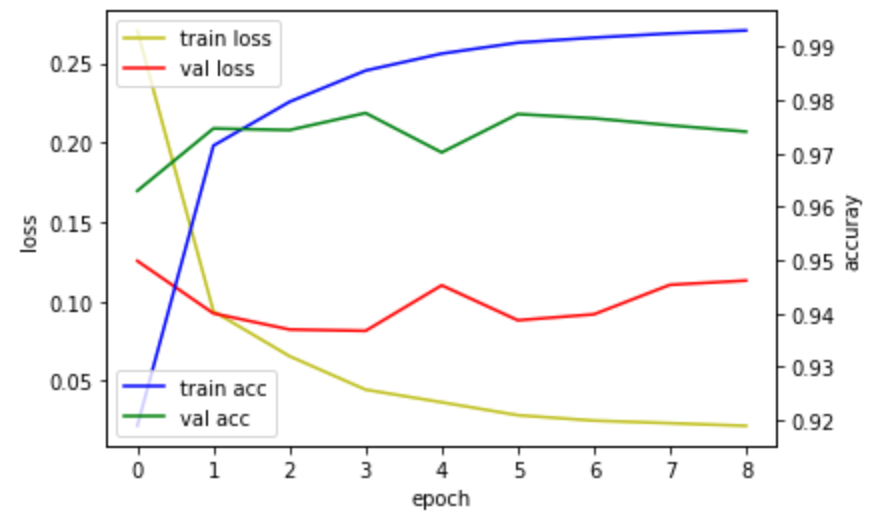 train loss
val loss
train acc
val acc
0.25
0.20
0.15
0.10
0.05
loss
0.99
0.98
0.97
0.96
0.95
0.94
0.93
0.92
accuray
0 1 2 3 4 5 6 7 8
epoch